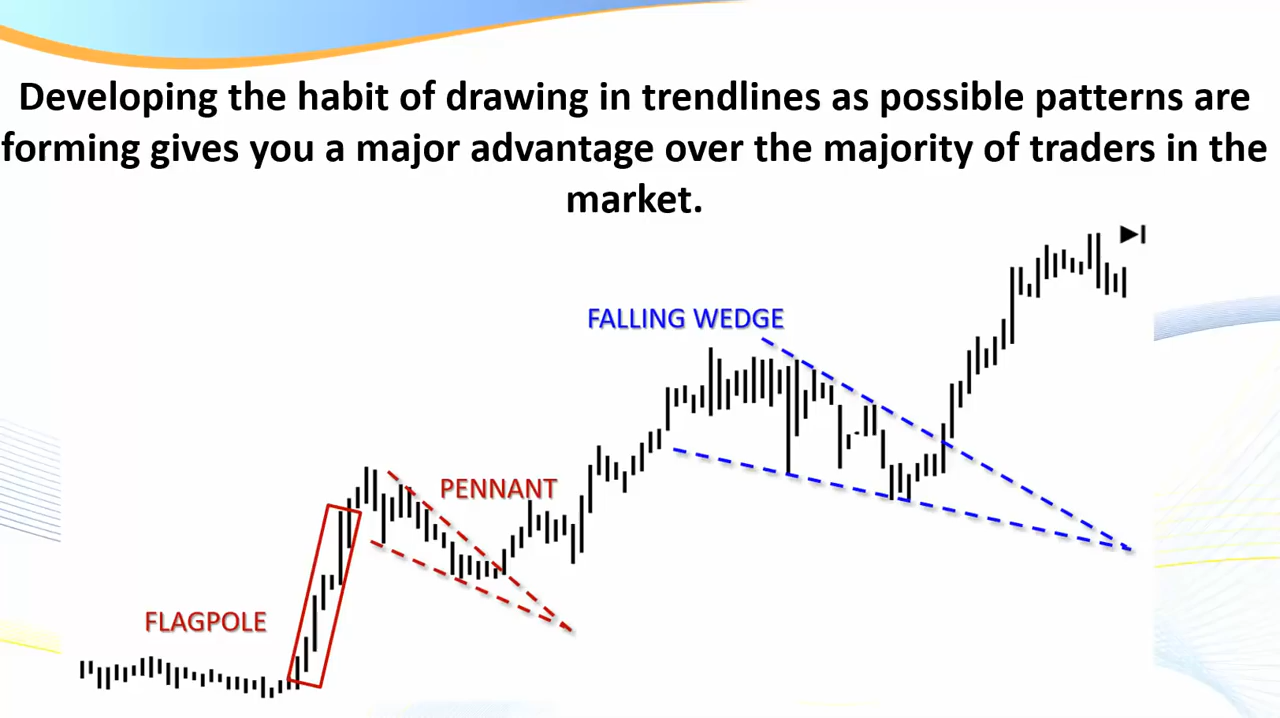 Developing the habit of drawing in trendlines as possible patterns are
forming gives you a major advantage over the majority of traders in the
market.
FALLING WEDGE
PENNANT
FLAGPOLE